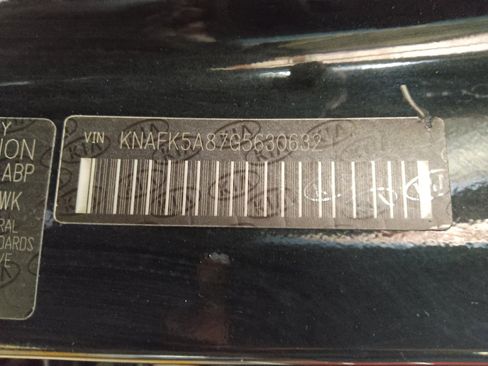 Y
ION
ABP
WK
RAL
DARDS
VE
VIN KNAFK5A87G5630632